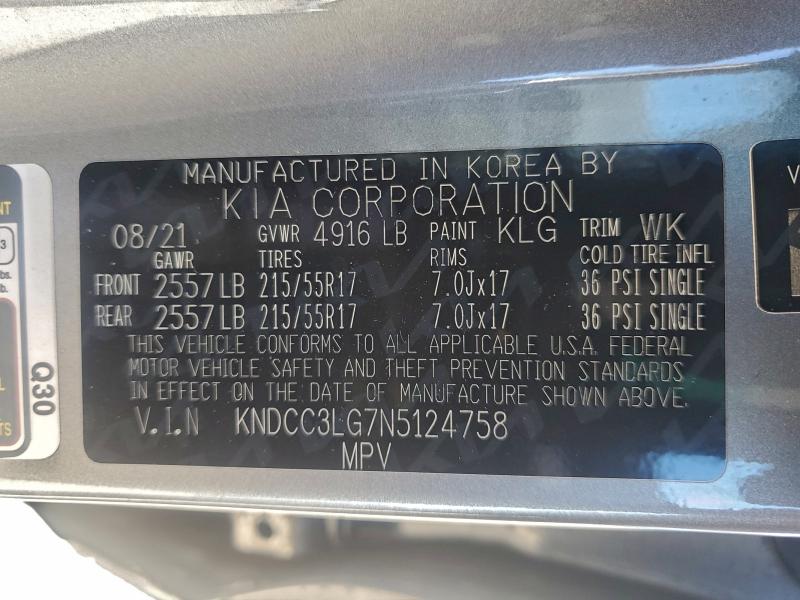 MANUFACTURED IN KOREA BY
KIA CORPORATION
08/21 GVWR 4916 LB PAINT KLG TRIM WK
GAWR TIRES RIMS COLD TIRE INFL
FRONT 2557 LB 215/55R17 7.0Jx17 36 PSI SINGLE
REAR 2557 LB 215/55R17 7.0Jx17 36 PSI SINGLE
THIS VEHICLE CONFORMS TO ALL APPLICABLE U.S.A. FEDERAL
MOTOR VEHICLE SAFETY AND THEFT PREVENTION STANDARDS
IN EFFECT ON THE DATE OF MANUFACTURE SHOWN ABOVE.
V.I.N KNDCC3LG7N5124758
MPV
Q30